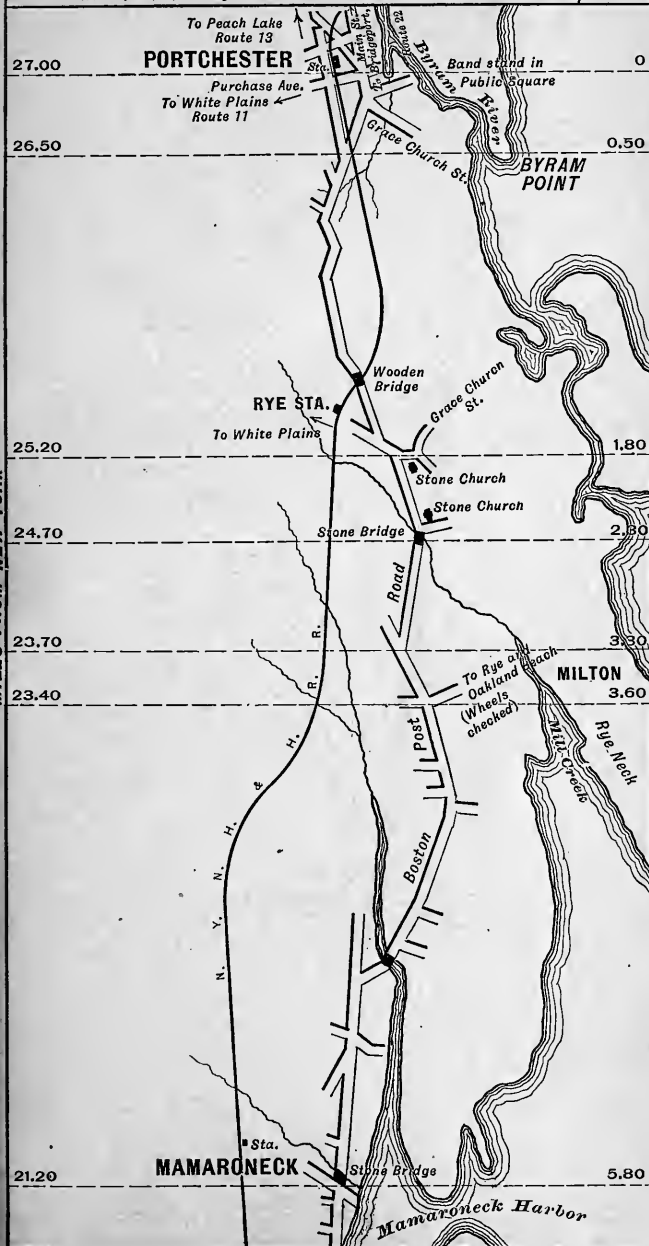 To Peach Lake
Route 13
PORTCHESTER
Sta.
Main St.
To Bridgeport,
Route 22
27.00
0
Byram River
Band stand in
Public Square
Purchase Ave.
To White Plains
Route 11
Grace Church St.
26.50
0.50
BYRAM
POINT
Wooden
Bridge
RYE STA.
Grace Church
St.
To White Plains
25.20
1.80
Stone Church
Stone Church
Stone Bridge
24.70
Road
23.70
3.30
To Rye and
Oakland Beach
(Wheels
checked)
MILTON
23.40
3.60
Post
Mill Creek
Rye Neck
Boston
N. Y. N. H. & H. R. R.
Sta.
MAMARONECK
Stone Bridge
21.20
5.80
Mamaroneck Harbor